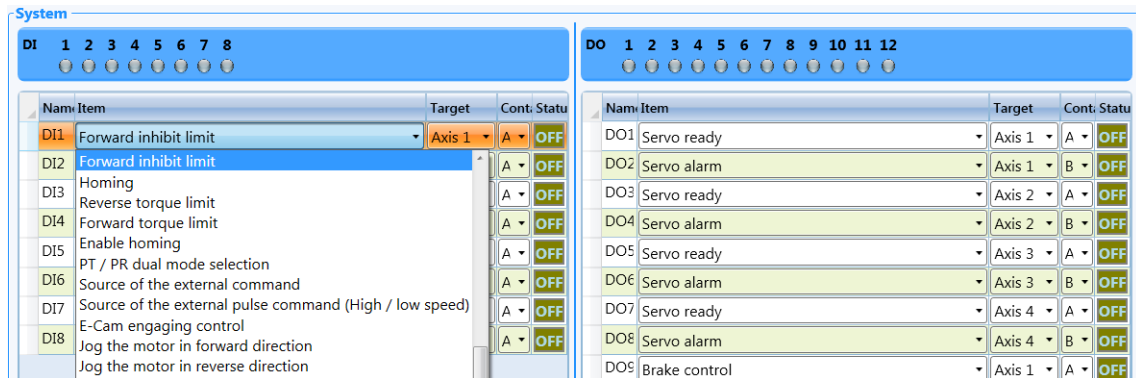 System
DI 1 2 3 4 5 6 7 8
Name Item Target Cont Statu
DI1 Forward inhibit limit Axis 1 A OFF
DI2 Forward inhibit limit A OFF
Homing
DI3 Reverse torque limit A OFF
DI4 Forward torque limit A OFF
Enable homing
DI5 PT / PR dual mode selection A OFF
DI6 Source of the external command A OFF
DI7 Source of the external pulse command (High / low speed) A OFF
E-Cam engaging control
DI8 Jog the motor in forward direction A OFF
Jog the motor in reverse direction
DO 1 2 3 4 5 6 7 8 9 10 11 12
Name Item Target Cont Statu
DO1 Servo ready Axis 1 A OFF
DO2 Servo alarm Axis 1 B OFF
DO3 Servo ready Axis 2 A OFF
DO4 Servo alarm Axis 2 B OFF
DO5 Servo ready Axis 3 A OFF
DO6 Servo alarm Axis 3 B OFF
DO7 Servo ready Axis 4 A OFF
DO8 Servo alarm Axis 4 B OFF
DO9 Brake control Axis 1 A OFF